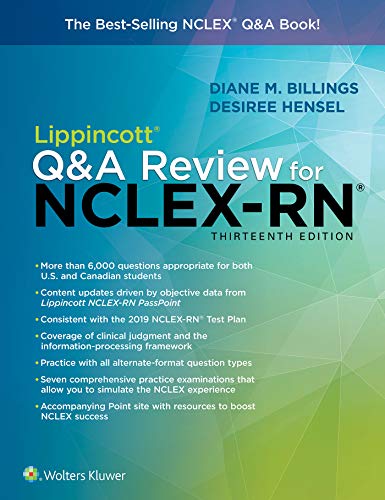 The Best-Selling NCLEX® Q&A Book!
DIANE M. BILLINGS
DESIREE HENSEL
Lippincott®
Q&A Review for
NCLEX-RN®
THIRTEENTH EDITION
• More than 6,000 questions appropriate for both
U.S. and Canadian students
• Content updates driven by objective data from
Lippincott NCLEX-RN PassPoint
• Consistent with the 2019 NCLEX-RN® Test Plan
• Coverage of clinical judgment and the
information-processing framework
• Practice with all alternate-format question types
• Seven comprehensive practice examinations that
allow you to simulate the NCLEX experience
• Accompanying Point site with resources to boost
NCLEX success
Wolters Kluwer